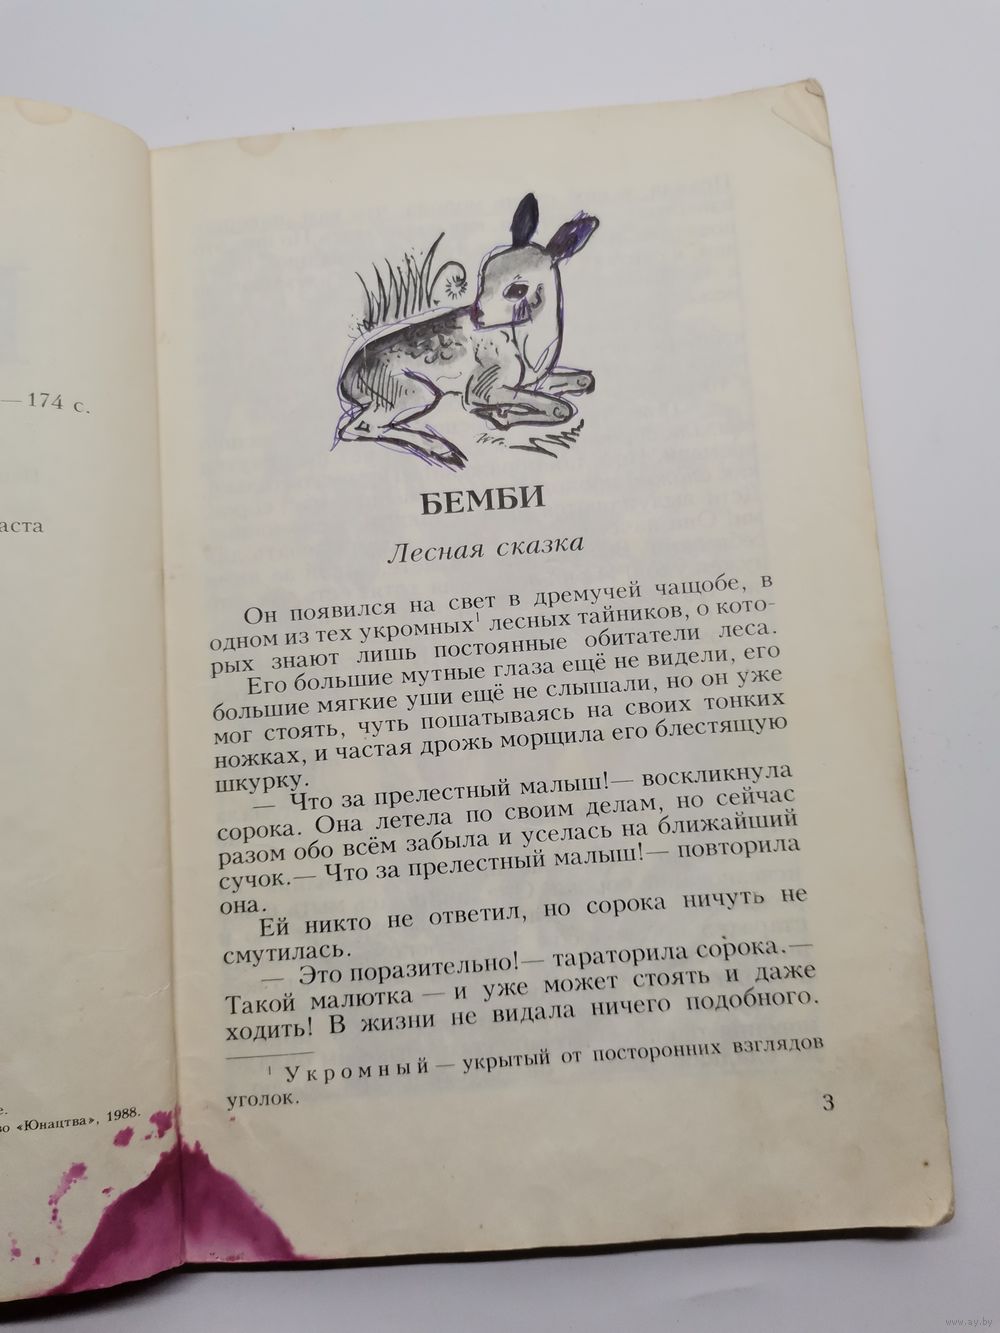 —174 с.
аста
е.
во «Юнацтва», 1988.
БЕМБИ
Лесная сказка
Он появился на свет в дремучей чащобе, в
одном из тех укромных¹ лесных тайников, о кото-
рых знают лишь постоянные обитатели леса.
Его большие мутные глаза ещё не видели, его
большие мягкие уши ещё не слышали, но он уже
мог стоять, чуть пошатываясь на своих тонких
ножках, и частая дрожь морщила его блестящую
шкурку.
— Что за прелестный малыш!— воскликнула
сорока. Она летела по своим делам, но сейчас
разом обо всём забыла и уселась на ближайший
сучок.— Что за прелестный малыш!— повторила
она.
Ей никто не ответил, но сорока ничуть не
смутилась.
— Это поразительно!— тараторила сорока.—
Такой малютка — и уже может стоять и даже
ходить! В жизни не видала ничего подобного.
¹ Укромный — укрытый от посторонних взглядов
уголок.
3
www.ay.by